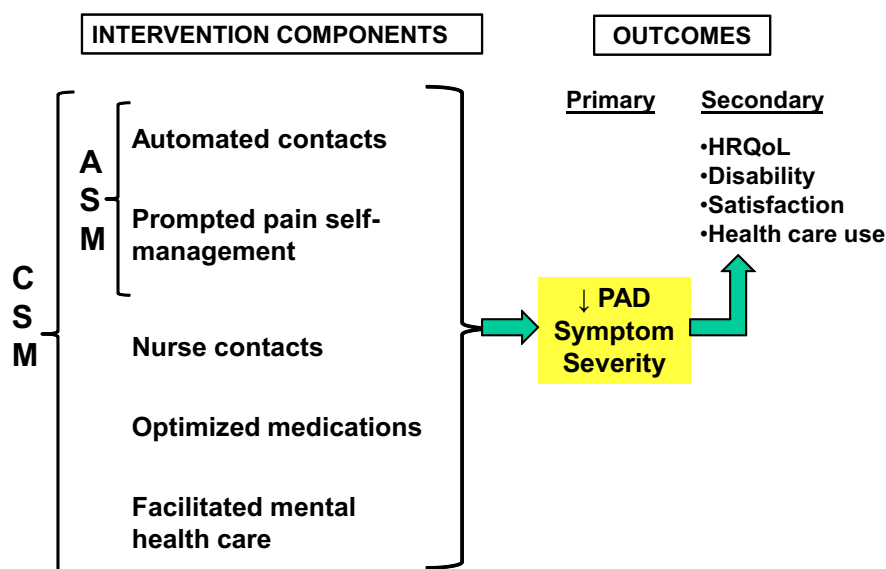 INTERVENTION COMPONENTS
OUTCOMES
Primary
Secondary
•HRQoL
•Disability
•Satisfaction
•Health care use
C
S
M
A
S
M
Automated contacts
Prompted pain self-
management
Nurse contacts
Optimized medications
Facilitated mental
health care
↓ PAD
Symptom
Severity